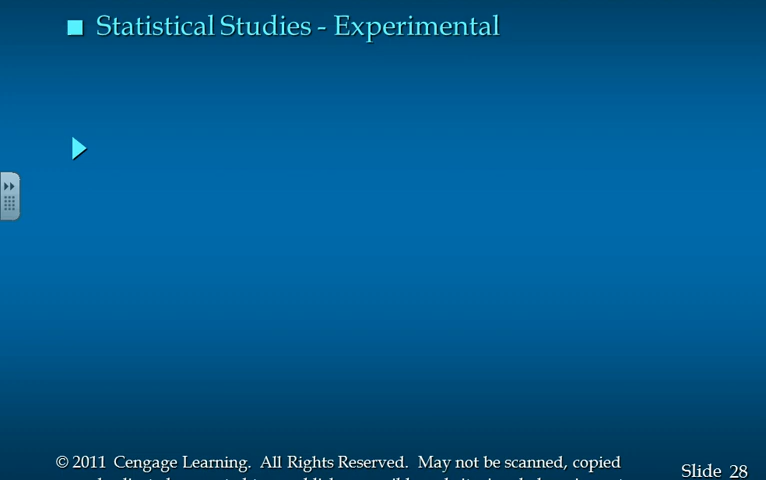 Statistical Studies - Experimental
© 2011 Cengage Learning. All Rights Reserved. May not be scanned, copied
Slide 28